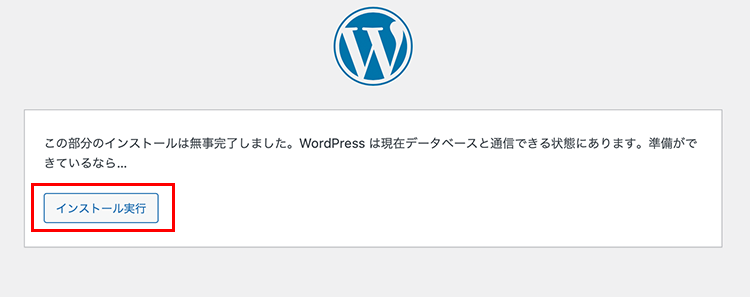 この部分のインストールは無事完了しました。WordPress は現在データベースと通信できる状態にあります。準備がで
きているなら…
インストール実行